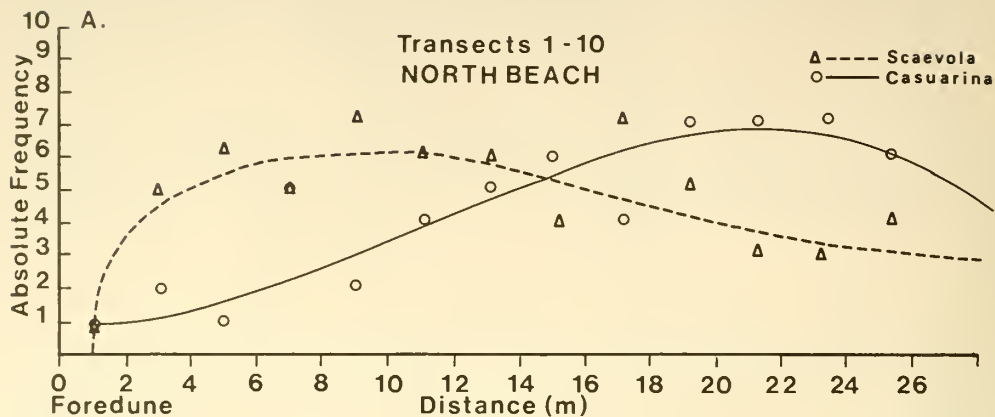 A.
Transects 1-10
NORTH BEACH
Scaevola
Casuarina
Absolute Frequency
10
9
8
7
6
5
4
3
2
1
0 2 4 6 8 10 12 14 16 18 20 22 24 26
Foredune
Distance (m)